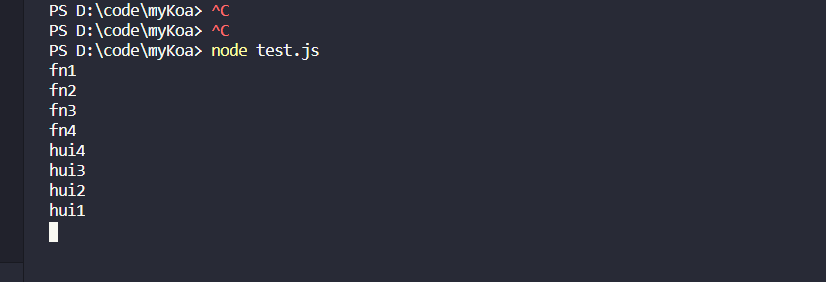 PS D:\code\myKoa> ^C
PS D:\code\myKoa> ^C
PS D:\code\myKoa> node test.js
fn1
fn2
fn3
fn4
hui4
hui3
hui2
hui1